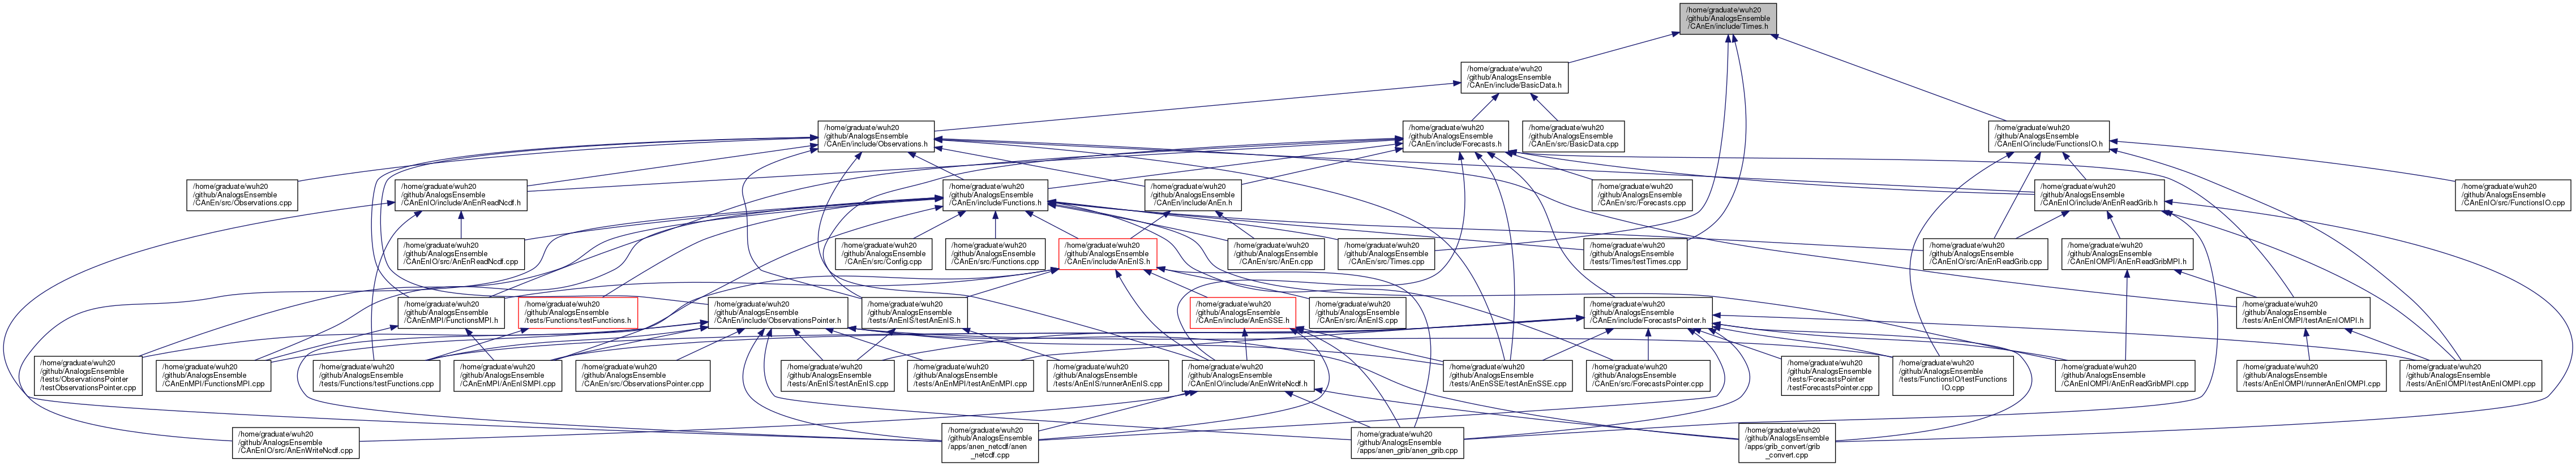 /home/graduate/wuh20
/github/AnalogsEnsemble
/CAnEn/include/Times.h
/home/graduate/wuh20
/github/AnalogsEnsemble
/CAnEn/include/BasicData.h
/home/graduate/wuh20
/github/AnalogsEnsemble
/CAnEn/include/Observations.h
/home/graduate/wuh20
/github/AnalogsEnsemble
/CAnEn/include/Forecasts.h
/home/graduate/wuh20
/github/AnalogsEnsemble
/CAnEn/src/BasicData.cpp
/home/graduate/wuh20
/github/AnalogsEnsemble
/CAnEnIO/include/FunctionsIO.h
/home/graduate/wuh20
/github/AnalogsEnsemble
/CAnEn/src/Observations.cpp
/home/graduate/wuh20
/github/AnalogsEnsemble
/CAnEnIO/include/AnEnReadNcdf.h
/home/graduate/wuh20
/github/AnalogsEnsemble
/CAnEn/include/Functions.h
/home/graduate/wuh20
/github/AnalogsEnsemble
/CAnEn/include/AnEn.h
/home/graduate/wuh20
/github/AnalogsEnsemble
/CAnEn/src/Forecasts.cpp
/home/graduate/wuh20
/github/AnalogsEnsemble
/CAnEnIO/include/AnEnReadGrib.h
/home/graduate/wuh20
/github/AnalogsEnsemble
/CAnEnIO/src/FunctionsIO.cpp
/home/graduate/wuh20
/github/AnalogsEnsemble
/CAnEnIO/src/AnEnReadNcdf.cpp
/home/graduate/wuh20
/github/AnalogsEnsemble
/CAnEn/src/Config.cpp
/home/graduate/wuh20
/github/AnalogsEnsemble
/CAnEn/src/Functions.cpp
/home/graduate/wuh20
/github/AnalogsEnsemble
/CAnEn/include/AnEnIS.h
/home/graduate/wuh20
/github/AnalogsEnsemble
/CAnEn/src/AnEn.cpp
/home/graduate/wuh20
/github/AnalogsEnsemble
/CAnEn/src/Times.cpp
/home/graduate/wuh20
/github/AnalogsEnsemble
/tests/Times/testTimes.cpp
/home/graduate/wuh20
/github/AnalogsEnsemble
/CAnEnIO/src/AnEnReadGrib.cpp
/home/graduate/wuh20
/github/AnalogsEnsemble
/CAnEnIOMPI/AnEnReadGribMPI.h
/home/graduate/wuh20
/github/AnalogsEnsemble
/CAnEnMPI/FunctionsMPI.h
/home/graduate/wuh20
/github/AnalogsEnsemble
/tests/Functions/testFunctions.h
/home/graduate/wuh20
/github/AnalogsEnsemble
/CAnEn/include/ObservationsPointer.h
/home/graduate/wuh20
/github/AnalogsEnsemble
/tests/AnEnIS/testAnEnIS.h
/home/graduate/wuh20
/github/AnalogsEnsemble
/CAnEn/include/AnEnSSE.h
/home/graduate/wuh20
/github/AnalogsEnsemble
/CAnEn/src/AnEnIS.cpp
/home/graduate/wuh20
/github/AnalogsEnsemble
/CAnEn/include/ForecastsPointer.h
/home/graduate/wuh20
/github/AnalogsEnsemble
/tests/AnEnIOMPI/testAnEnIOMPI.h
/home/graduate/wuh20
/github/AnalogsEnsemble
/tests/ObservationsPointer
/testObservationsPointer.cpp
/home/graduate/wuh20
/github/AnalogsEnsemble
/CAnEnMPI/FunctionsMPI.cpp
/home/graduate/wuh20
/github/AnalogsEnsemble
/tests/Functions/testFunctions.cpp
/home/graduate/wuh20
/github/AnalogsEnsemble
/CAnEnMPI/AnEnISMPI.cpp
/home/graduate/wuh20
/github/AnalogsEnsemble
/CAnEn/src/ObservationsPointer.cpp
/home/graduate/wuh20
/github/AnalogsEnsemble
/tests/AnEnIS/testAnEnIS.cpp
/home/graduate/wuh20
/github/AnalogsEnsemble
/tests/AnEnMPI/testAnEnMPI.cpp
/home/graduate/wuh20
/github/AnalogsEnsemble
/tests/AnEnIS/runnerAnEnIS.cpp
/home/graduate/wuh20
/github/AnalogsEnsemble
/CAnEnIO/include/AnEnWriteNcdf.h
/home/graduate/wuh20
/github/AnalogsEnsemble
/tests/AnEnSSE/testAnEnSSE.cpp
/home/graduate/wuh20
/github/AnalogsEnsemble
/CAnEn/src/ForecastsPointer.cpp
/home/graduate/wuh20
/github/AnalogsEnsemble
/tests/ForecastsPointer
/testForecastsPointer.cpp
/home/graduate/wuh20
/github/AnalogsEnsemble
/tests/FunctionsIO/testFunctions
IO.cpp
/home/graduate/wuh20
/github/AnalogsEnsemble
/CAnEnIOMPI/AnEnReadGribMPI.cpp
/home/graduate/wuh20
/github/AnalogsEnsemble
/tests/AnEnIOMPI/runnerAnEnIOMPI.cpp
/home/graduate/wuh20
/github/AnalogsEnsemble
/tests/AnEnIOMPI/testAnEnIOMPI.cpp
/home/graduate/wuh20
/github/AnalogsEnsemble
/CAnEnIO/src/AnEnWriteNcdf.cpp
/home/graduate/wuh20
/github/AnalogsEnsemble
/apps/anen_netcdf/anen
_netcdf.cpp
/home/graduate/wuh20
/github/AnalogsEnsemble
/apps/anen_grib/anen_grib.cpp
/home/graduate/wuh20
/github/AnalogsEnsemble
/apps/grib_convert/grib
_convert.cpp